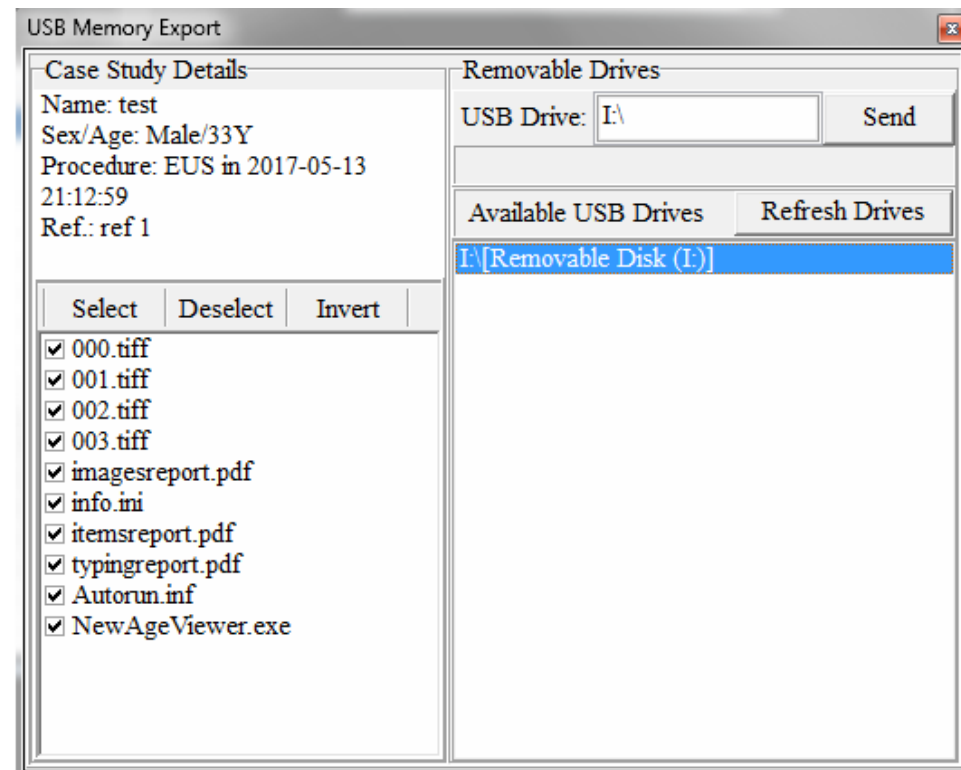 USB Memory Export
Case Study Details
Name: test
Sex/Age: Male/33Y
Procedure: EUS in 2017-05-13
21:12:59
Ref.: ref 1
Select Deselect Invert
000.tiff
001.tiff
002.tiff
003.tiff
imagesreport.pdf
info.ini
itemsreport.pdf
typingreport.pdf
Autorun.inf
NewAgeViewer.exe
Removable Drives
USB Drive: I:\ Send
Available USB Drives Refresh Drives
I:\[Removable Disk (I:)]